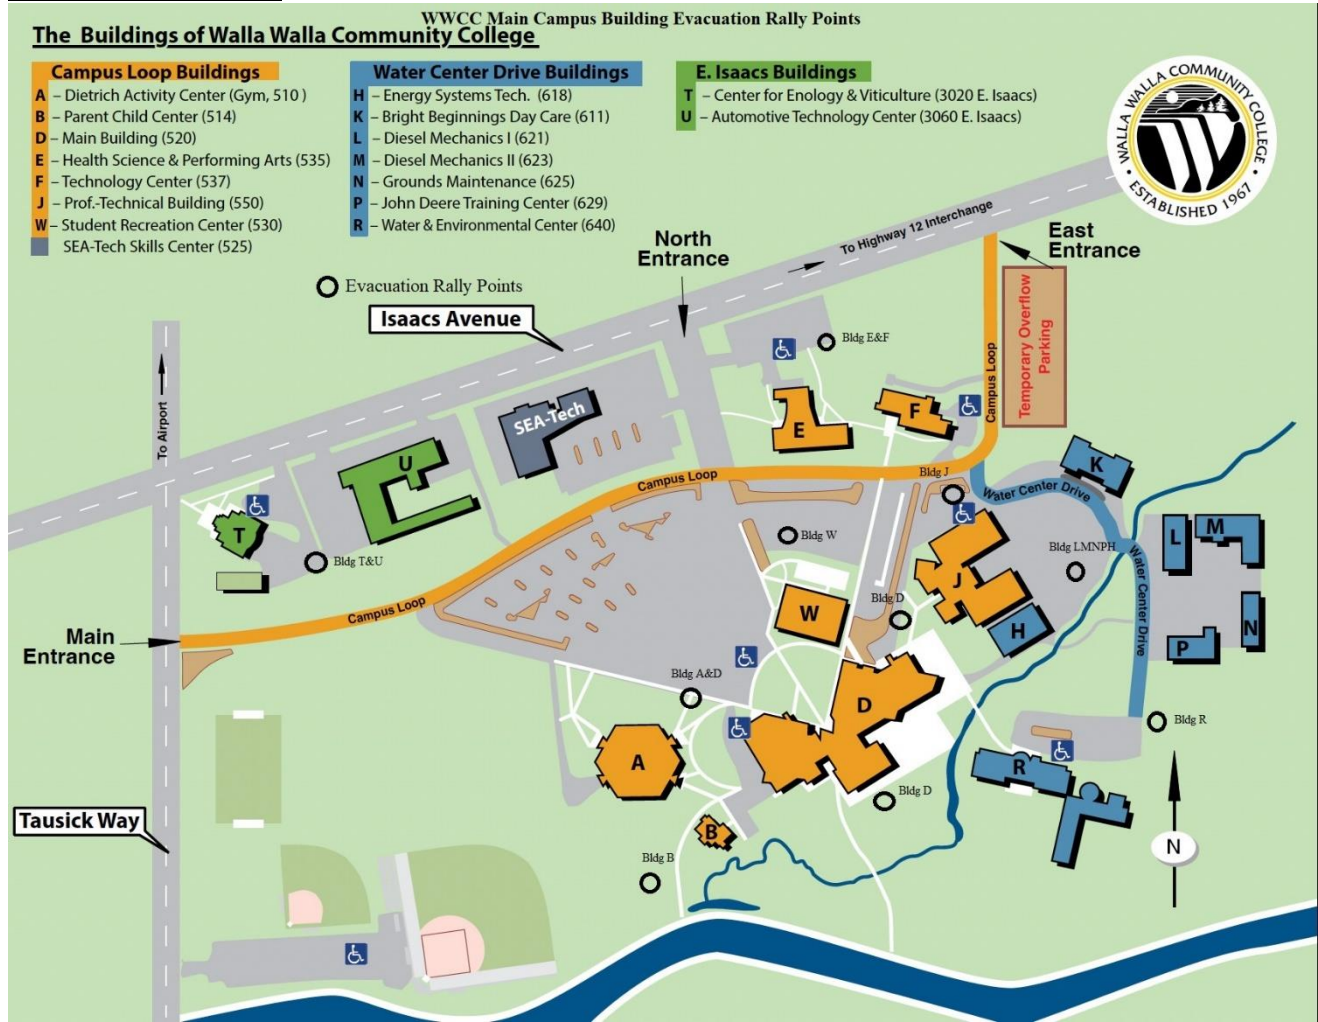 WWCC Main Campus Building Evacuation Rally Points
The Buildings of Walla Walla Community College
Campus Loop Buildings
A – Dietrich Activity Center (Gym, 510 )
B – Parent Child Center (514)
D – Main Building (520)
E – Health Science & Performing Arts (535)
F – Technology Center (537)
J – Prof.-Technical Building (550)
W – Student Recreation Center (530)
SEA-Tech Skills Center (525)
Water Center Drive Buildings
H – Energy Systems Tech. (618)
K – Bright Beginnings Day Care (611)
L – Diesel Mechanics I (621)
M – Diesel Mechanics II (623)
N – Grounds Maintenance (625)
P – John Deere Training Center (629)
R – Water & Environmental Center (640)
E. Isaacs Buildings
T – Center for Enology & Viticulture (3020 E. Isaacs)
U – Automotive Technology Center (3060 E. Isaacs)
WALLA WALLA COMMUNITY COLLEGE
• ESTABLISHED 1967 •
Evacuation Rally Points
Isaacs Avenue
North
Entrance
To Highway 12 Interchange
East
Entrance
Temporary Overflow
Parking
Campus Loop
Bldg E&F
To Airport
SEA-Tech
E
F
U
T
Bldg T&U
Campus Loop
Bldg J
K
Water Center Drive
Bldg W
L
M
Bldg LMNPH
Water Center Drive
J
Campus Loop
W
Bldg D
H
N
P
Main
Entrance
Bldg A&D
D
Bldg R
A
R
Bldg D
Tausick Way
B
Bldg B
N